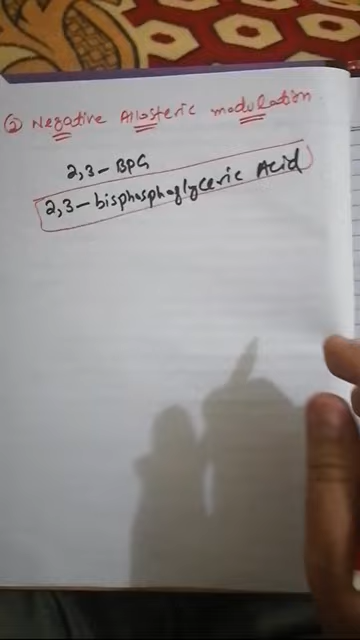 ② Negative Allosteric modulation
2,3-BPG
2,3-bisphosphoglyceric Acid